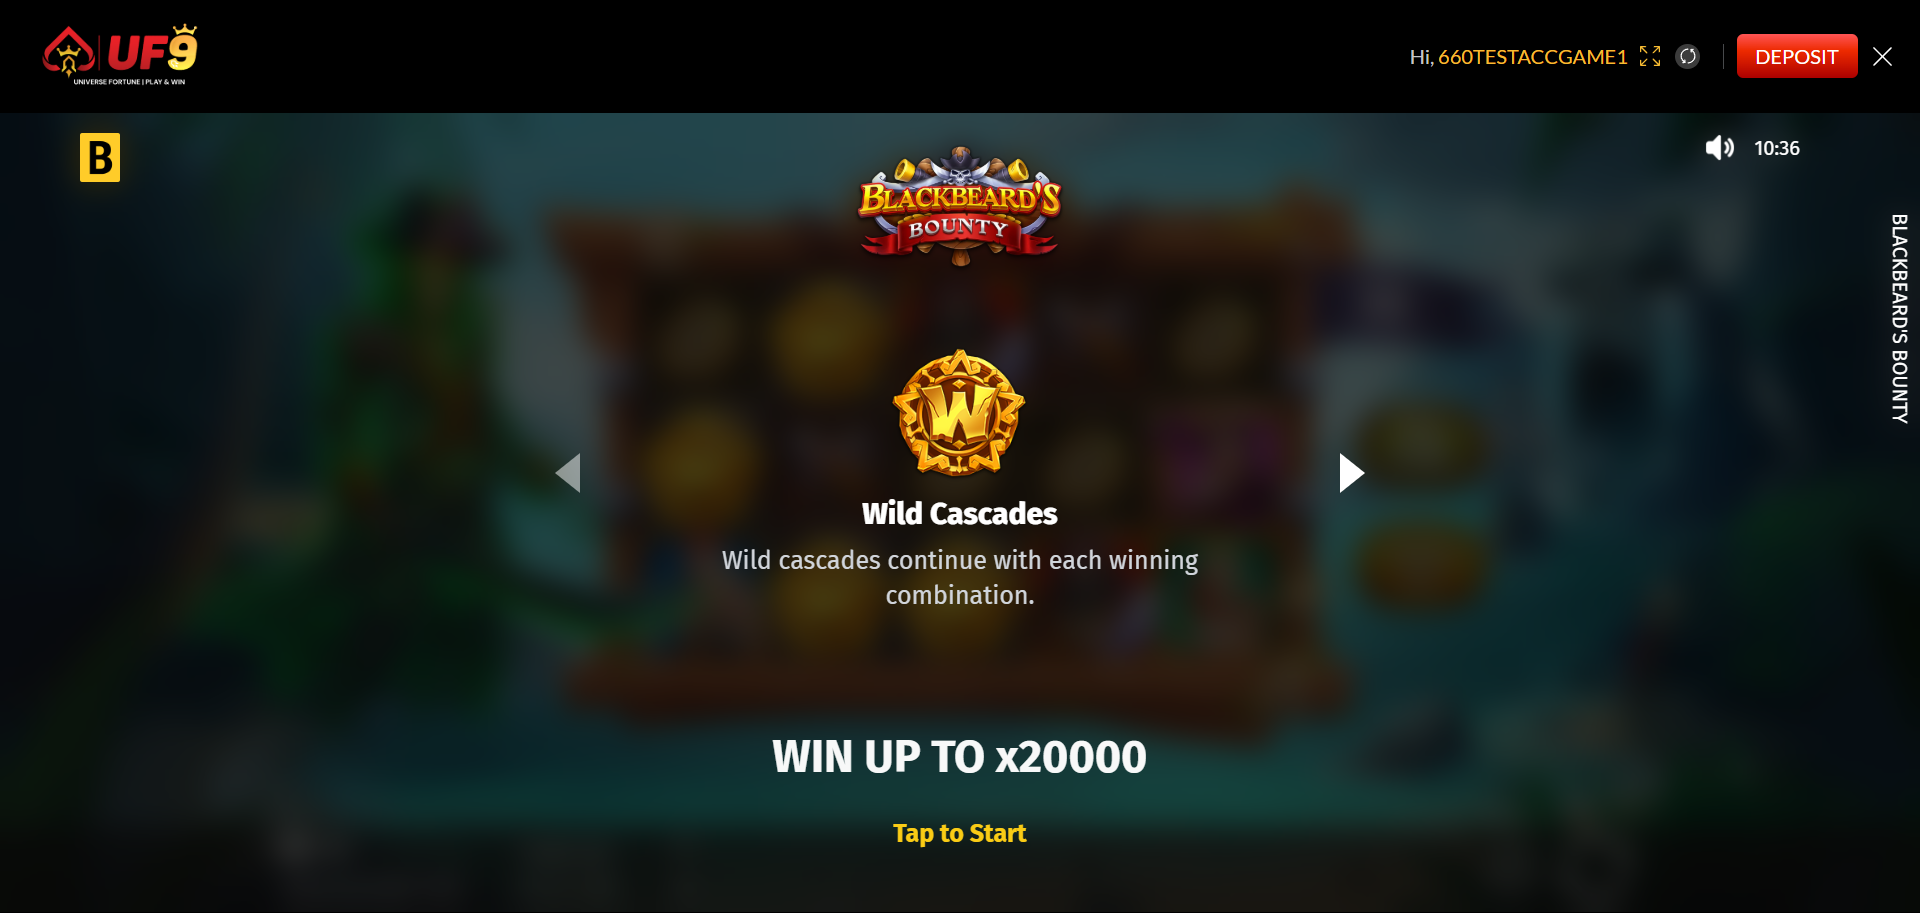 UF9
UNIVERSE FORTUNE | PLAY & WIN
Hi, 660TESTACCGAME1
DEPOSIT
B
10:36
BLACKBEARD'S
BOUNTY
BLACKBEARD'S BOUNTY
W
Wild Cascades
Wild cascades continue with each winning
combination.
WIN UP TO x20000
Tap to Start